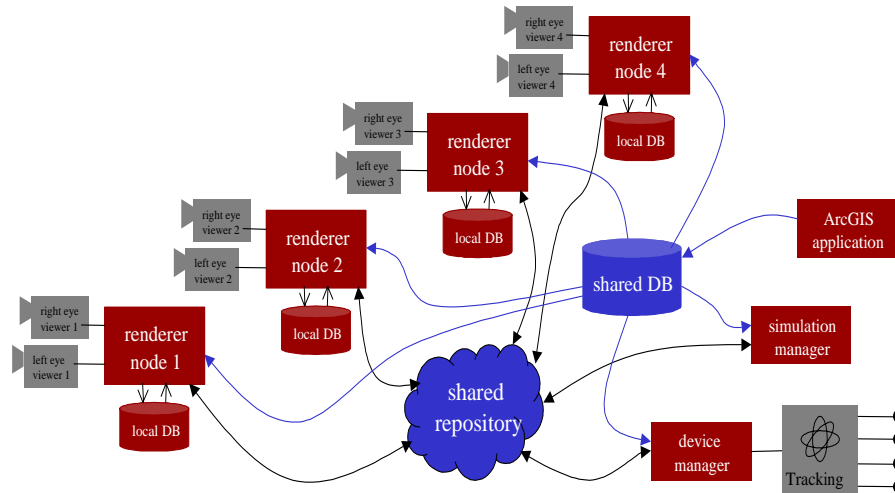 right eye
viewer 4
left eye
viewer 4
renderer
node 4
local DB
right eye
viewer 3
left eye
viewer 3
renderer
node 3
local DB
right eye
viewer 2
left eye
viewer 2
renderer
node 2
local DB
right eye
viewer 1
left eye
viewer 1
renderer
node 1
local DB
ArcGIS
application
shared DB
simulation
manager
shared
repository
device
manager
Tracking